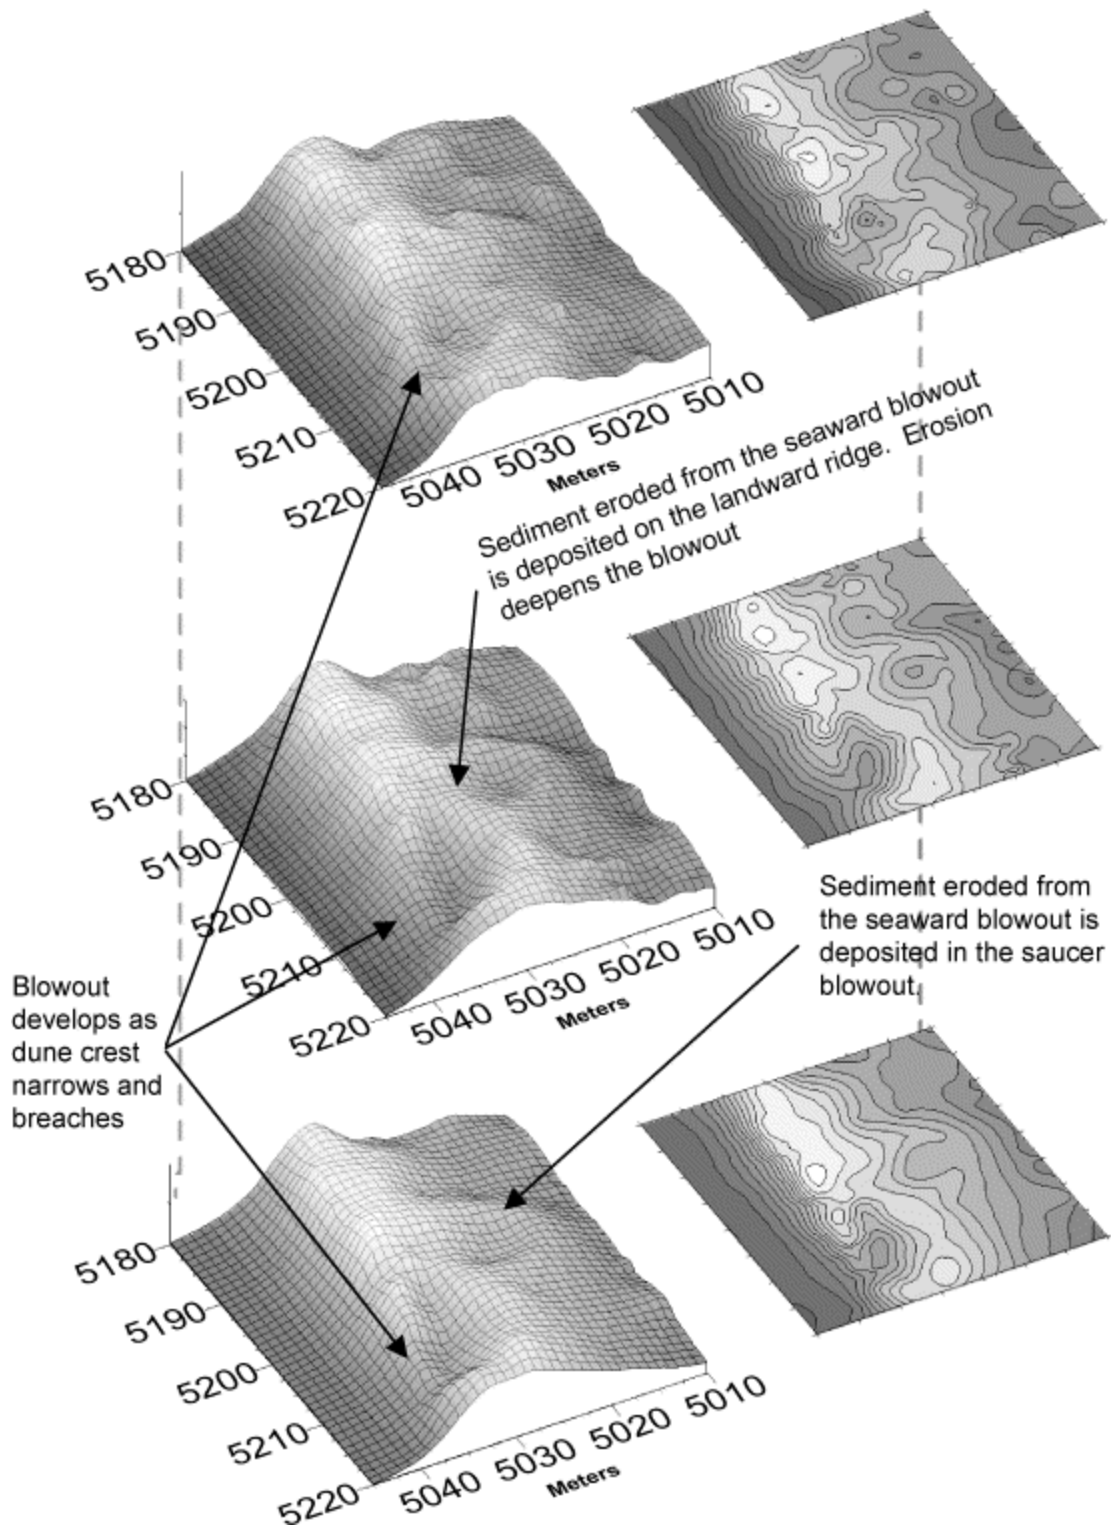 5180
5190
5200
5210
5220
5040
5030
5020
5010
Meters
Sediment eroded from the seaward blowout
is deposited on the landward ridge. Erosion
deepens the blowout
5180
5190
5200
5210
5220
5040
5030
5020
5010
Meters
Sediment eroded from
the seaward blowout is
deposited in the saucer
blowout.
Blowout
develops as
dune crest
narrows and
breaches
5180
5190
5200
5210
5220
5040
5030
5020
5010
Meters